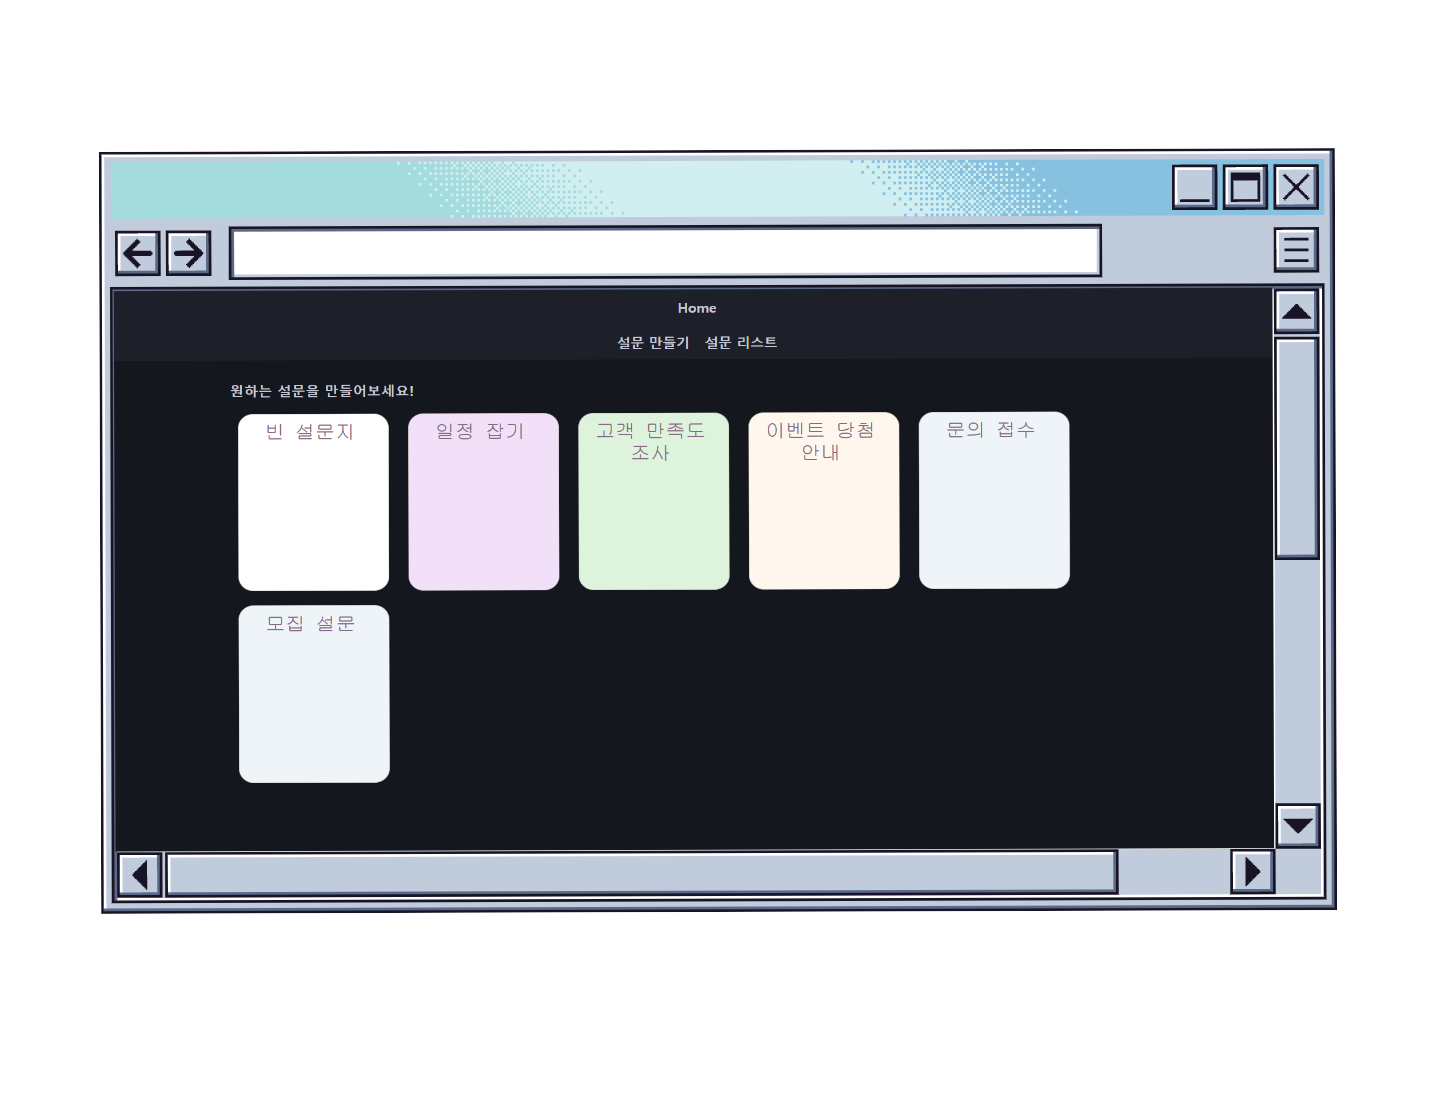 Home
설문 만들기 설문 리스트
원하는 설문을 만들어보세요!
빈 설문지
일정 잡기
고객 만족도
조사
이벤트 당첨
안내
문의 접수
모집 설문